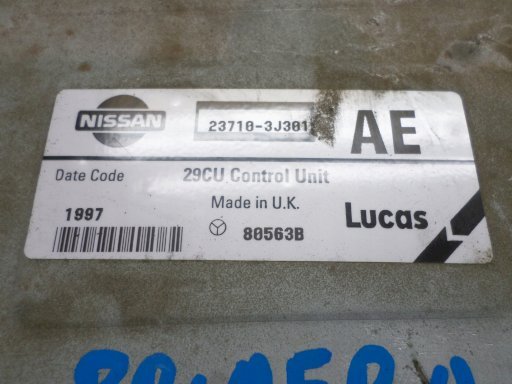 NISSAN
23710-3J301
AE
Date Code
29CU Control Unit
1997
Made in U.K.
80563B
Lucas